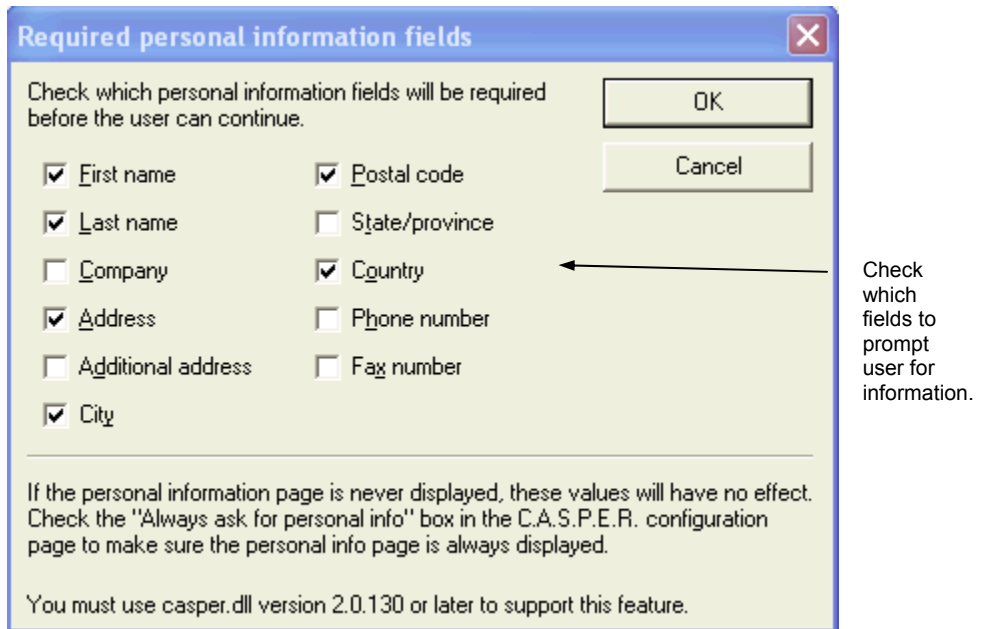 Required personal information fields
Check which personal information fields will be required
before the user can continue.
OK
Cancel
First name
Postal code
Last name
State/province
Company
Country
Address
Phone number
Additional address
Fax number
City
Check
which
fields to
prompt
user for
information.
If the personal information page is never displayed, these values will have no effect.
Check the "Always ask for personal info" box in the C.A.S.P.E.R. configuration
page to make sure the personal info page is always displayed.
You must use casper.dll version 2.0.130 or later to support this feature.